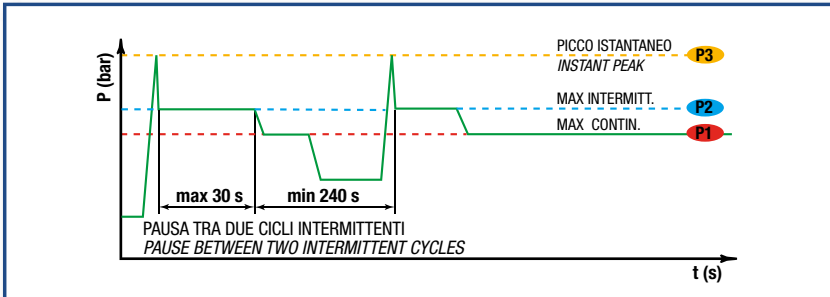 P (bar)
PICCO ISTANTANEO
INSTANT PEAK
P3
MAX INTERMITT.
P2
MAX CONTIN.
P1
max 30 s
min 240 s
PAUSA TRA DUE CICLI INTERMITTENTI
PAUSE BETWEEN TWO INTERMITTENT CYCLES
t (s)